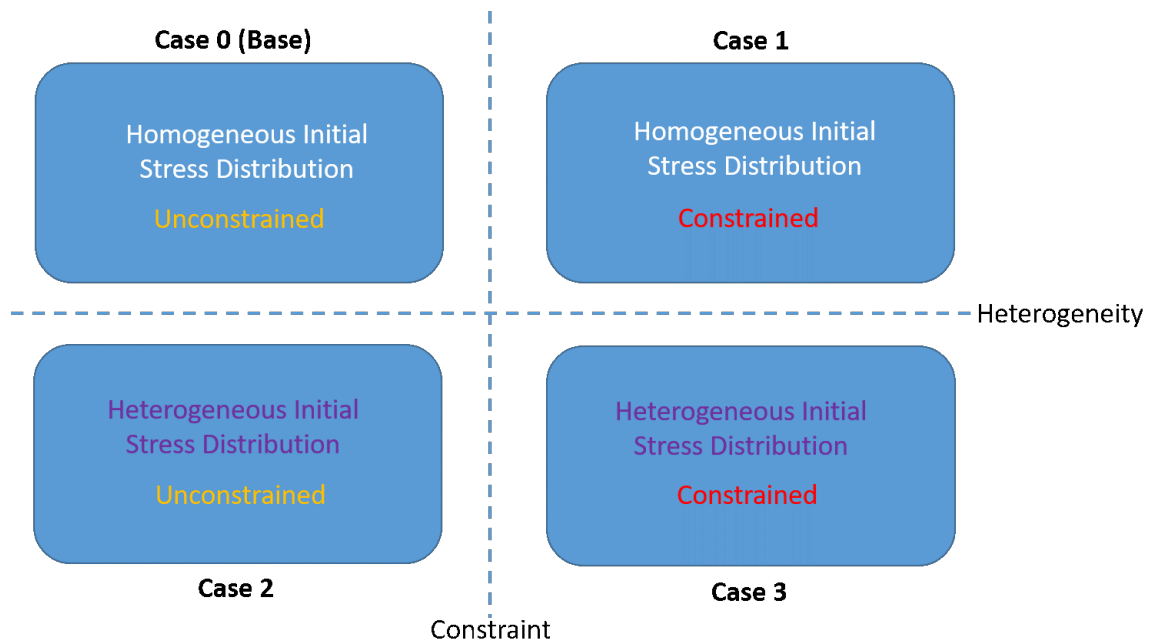 Case 0 (Base)
Homogeneous Initial
Stress Distribution
Unconstrained
Case 1
Homogeneous Initial
Stress Distribution
Constrained
Heterogeneity
Heterogeneous Initial
Stress Distribution
Unconstrained
Case 2
Heterogeneous Initial
Stress Distribution
Constrained
Case 3
Constraint